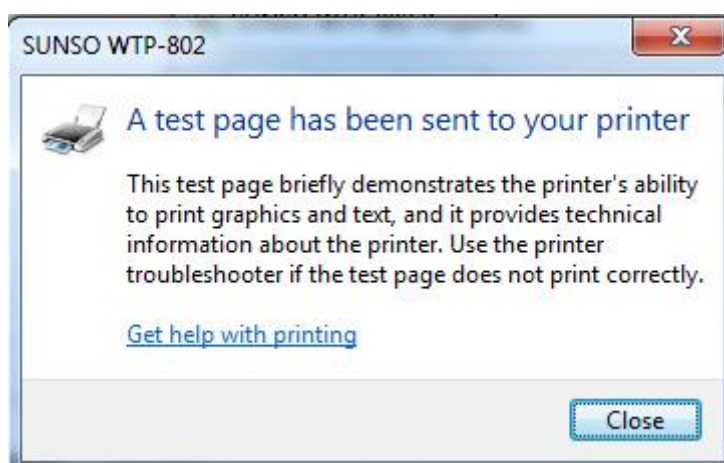 SUNSO WTP-802
A test page has been sent to your printer
This test page briefly demonstrates the printer's ability
to print graphics and text, and it provides technical
information about the printer. Use the printer
troubleshooter if the test page does not print correctly.
Get help with printing
Close